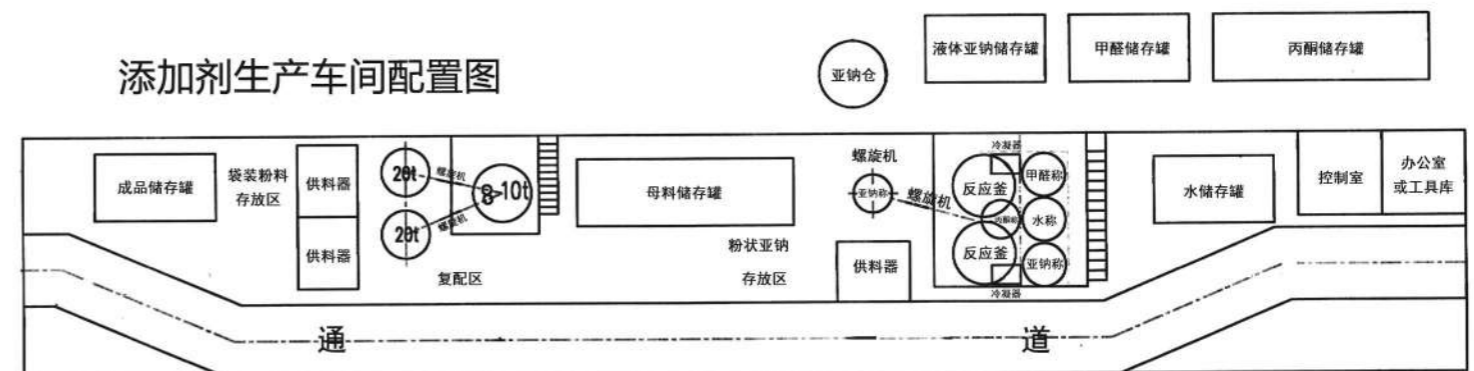 添加剂生产车间配置图
亚钠仓
液体亚钠储存罐
甲醛储存罐
丙酮储存罐
成品储存罐
袋装粉料
存放区
供料器
供料器
20t
20t
螺旋机
螺旋机
8-10t
复配区
母料储存罐
粉状亚钠
存放区
螺旋机
亚钠称
螺旋机
供料器
冷凝器
反应釜
反应釜
丙酮称
甲醛称
水称
亚钠称
冷凝器
水储存罐
控制室
办公室
或工具库
通
道